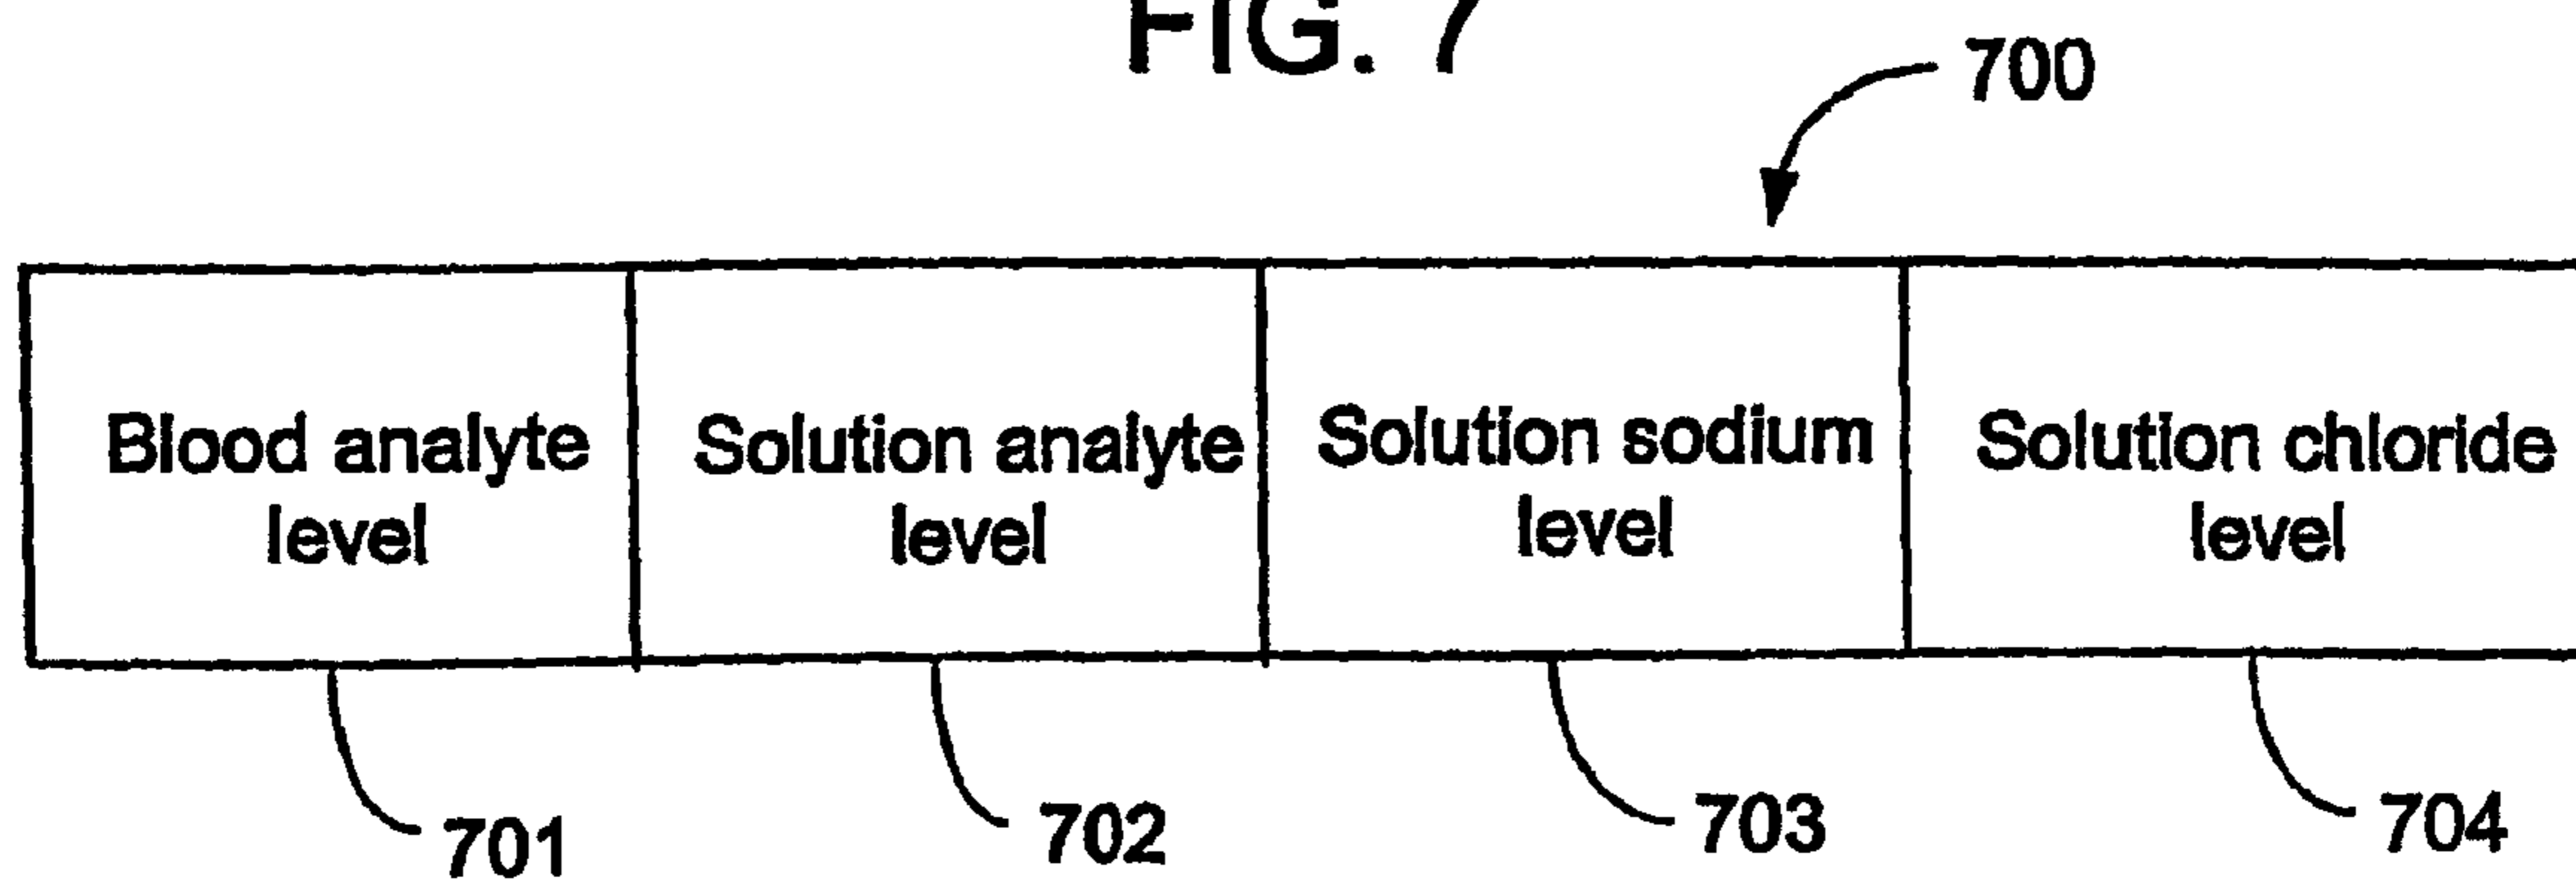 FIG. 7
700
Blood analyte
level
Solution analyte
level
Solution sodium
level
Solution chloride
level
701
702
703
704